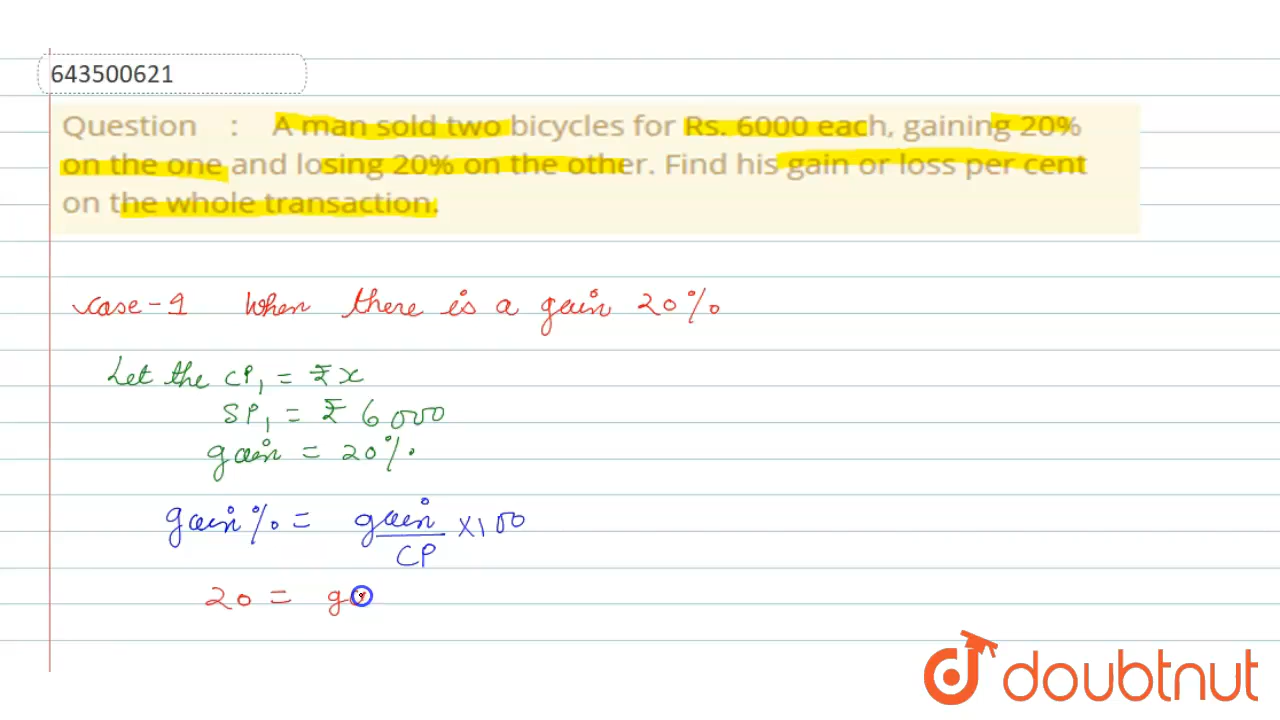 643500621
Question : A man sold two bicycles for Rs. 6000 each, gaining 20%
on the one and losing 20% on the other. Find his gain or loss per cent
on the whole transaction.
case-1 When there is a gain 20%
Let the CP₁ = ₹ x
SP₁ = ₹ 6000
gain = 20%.
gain% = gain/CP ×100
20 = ga
doubtnut